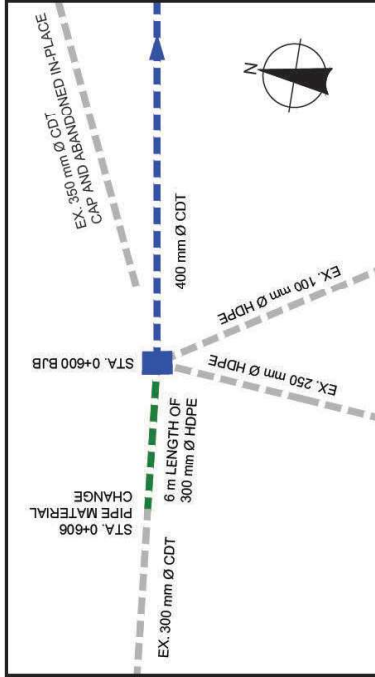 EX. 350 mm Ø CDT
CAP AND ABANDONED IN-PLACE
N
400 mm Ø CDT
STA. 0+600 BJB
EX. 100 mm Ø HDPE
EX. 250 mm Ø HDPE
6 m LENGTH OF
300 mm Ø HDPE
STA. 0+606
PIPE MATERIAL
CHANGE
EX. 300 mm Ø CDT